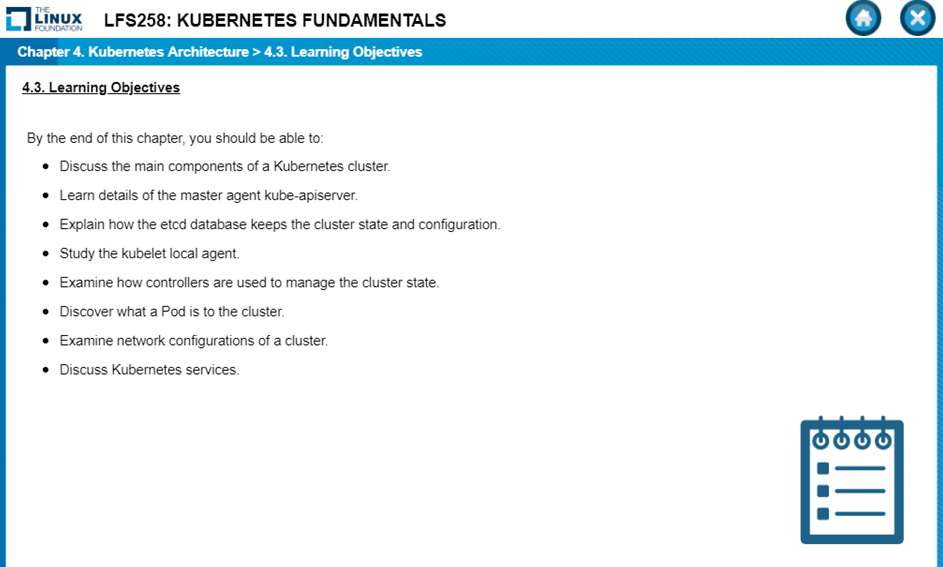 THE
LINUX
FOUNDATION
LFS258: KUBERNETES FUNDAMENTALS
Chapter 4. Kubernetes Architecture > 4.3. Learning Objectives
4.3. Learning Objectives
By the end of this chapter, you should be able to:
• Discuss the main components of a Kubernetes cluster.
• Learn details of the master agent kube-apiserver.
• Explain how the etcd database keeps the cluster state and configuration.
• Study the kubelet local agent.
• Examine how controllers are used to manage the cluster state.
• Discover what a Pod is to the cluster.
• Examine network configurations of a cluster.
• Discuss Kubernetes services.